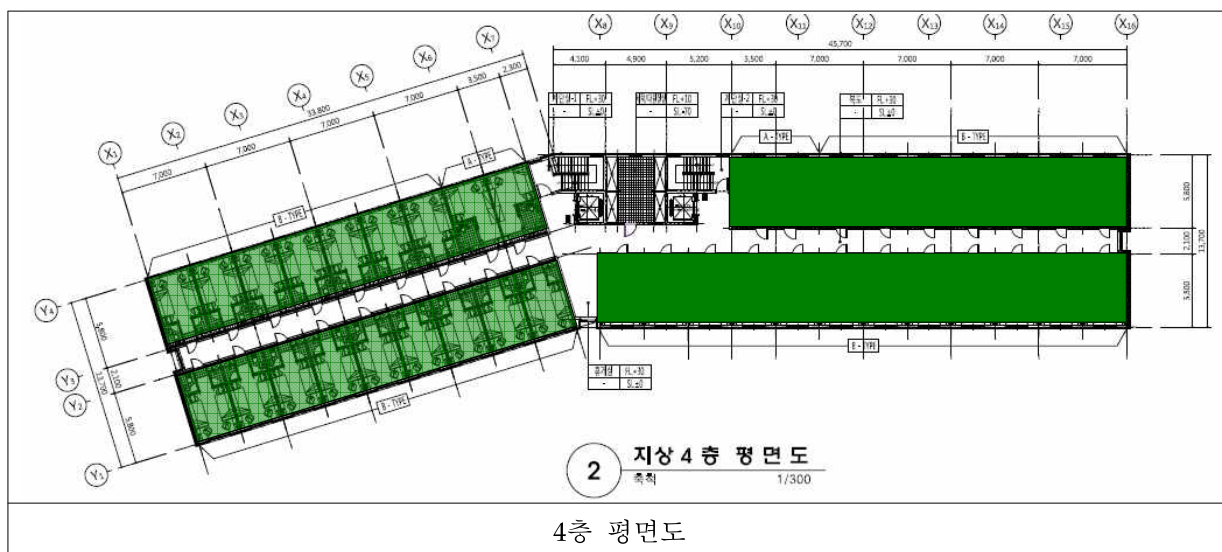 X₈ X₉ X₁₀ X₁₁ X₁₂ X₁₃ X₁₄ X₁₅ X₁₆
45,700
4,100 4,900 5,200 3,500 7,000 7,000 7,000 7,000
X₁ X₂ X₃ X₄ X₅ X₆ X₇
33,800
7,000 7,000 7,000 7,000 3,500 2,300
FL+30
- SL±0
FL+30
FL+30
- SL±0
복도 FL+30
- SL±0
A - TYPE
B - TYPE
A - TYPE
B - TYPE
5,800
2,100
13,700
Y₄
Y₃
Y₂
Y₁
5,800
2,100
13,700
5,800
B - TYPE
B - TYPE
휴게실 FL+30
- SL±0
2
지상 4 층 평 면 도
축척 1/300
4층 평면도